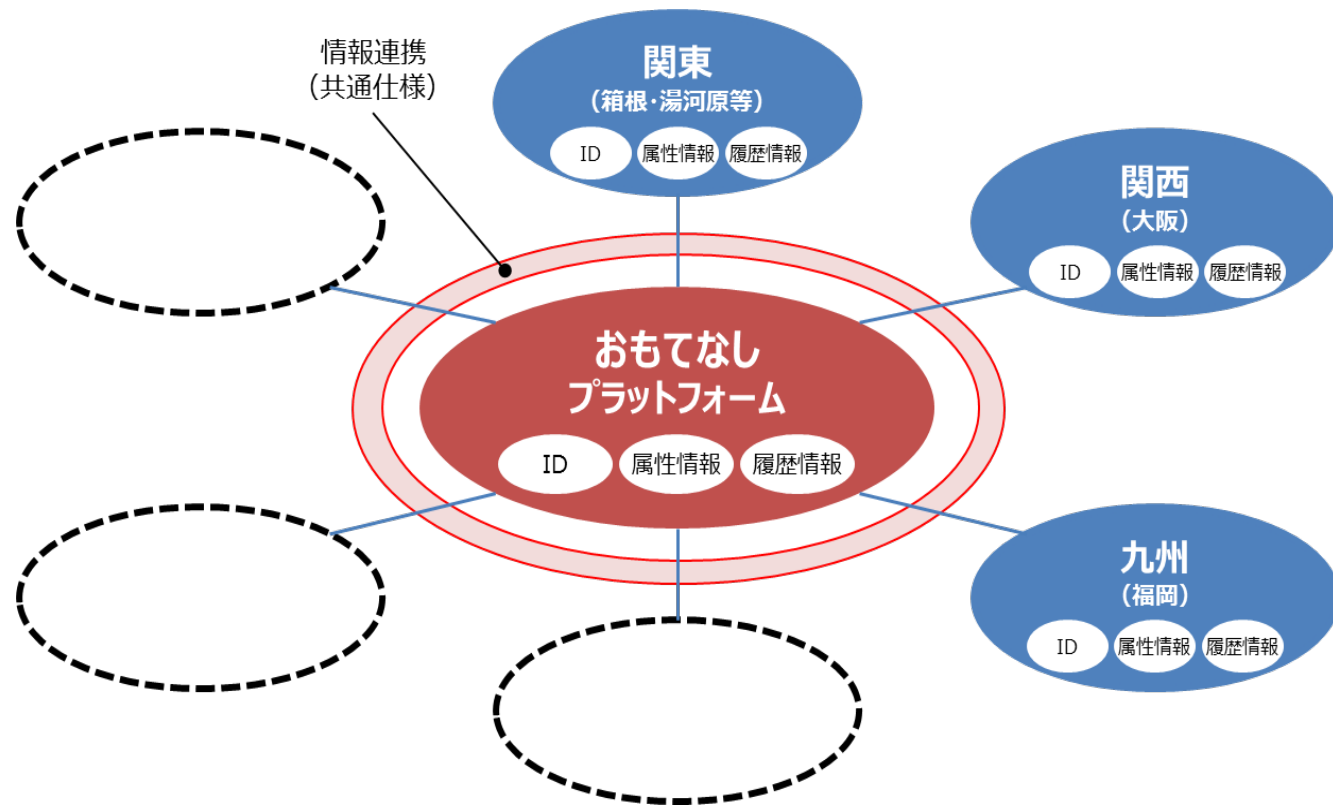 情報連携
（共通仕様）
関東
（箱根・湯河原等）
ID 属性情報 履歴情報
関西
（大阪）
ID 属性情報 履歴情報
おもてなし
プラットフォーム
ID 属性情報 履歴情報
九州
（福岡）
ID 属性情報 履歴情報